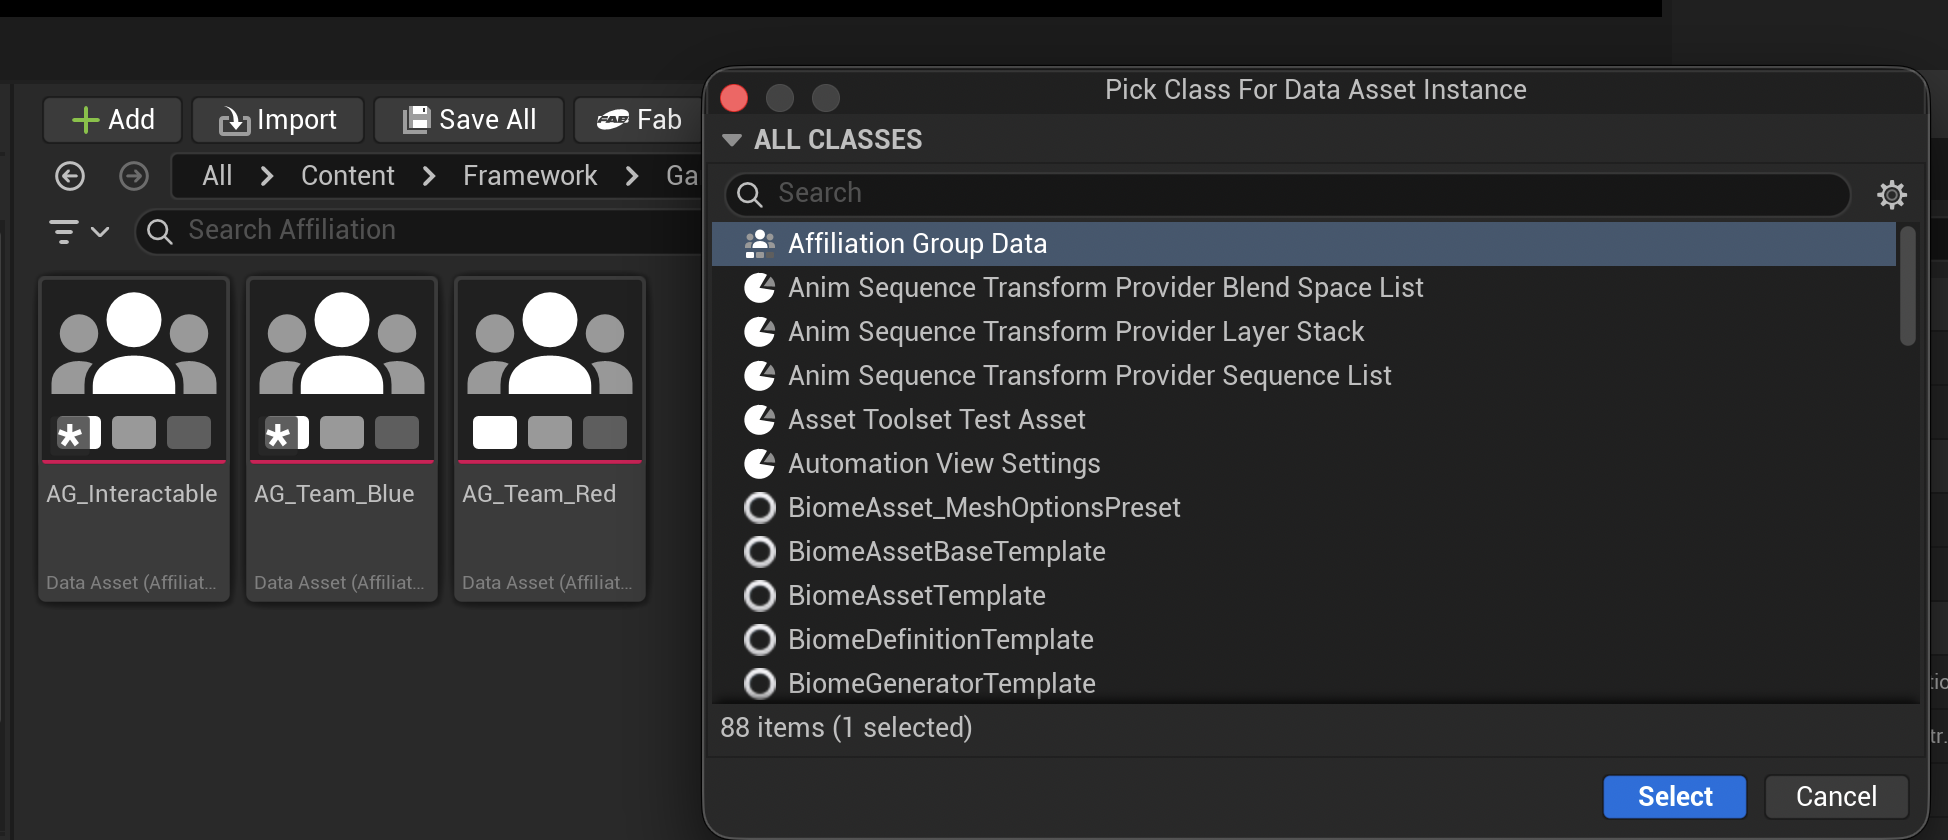 Pick Class For Data Asset Instance
Add
Import
Save All
FAB Fab
ALL CLASSES
All
Content
Framework
Ga
Search
Search Affiliation
Affiliation Group Data
Anim Sequence Transform Provider Blend Space List
Anim Sequence Transform Provider Layer Stack
Anim Sequence Transform Provider Sequence List
Asset Toolset Test Asset
Automation View Settings
BiomeAsset_MeshOptionsPreset
BiomeAssetBaseTemplate
BiomeAssetTemplate
BiomeDefinitionTemplate
BiomeGeneratorTemplate
* *
AG_Interactable
AG_Team_Blue
AG_Team_Red
Data Asset (Affiliat...
Data Asset (Affiliat...
Data Asset (Affiliat...
88 items (1 selected)
Select
Cancel